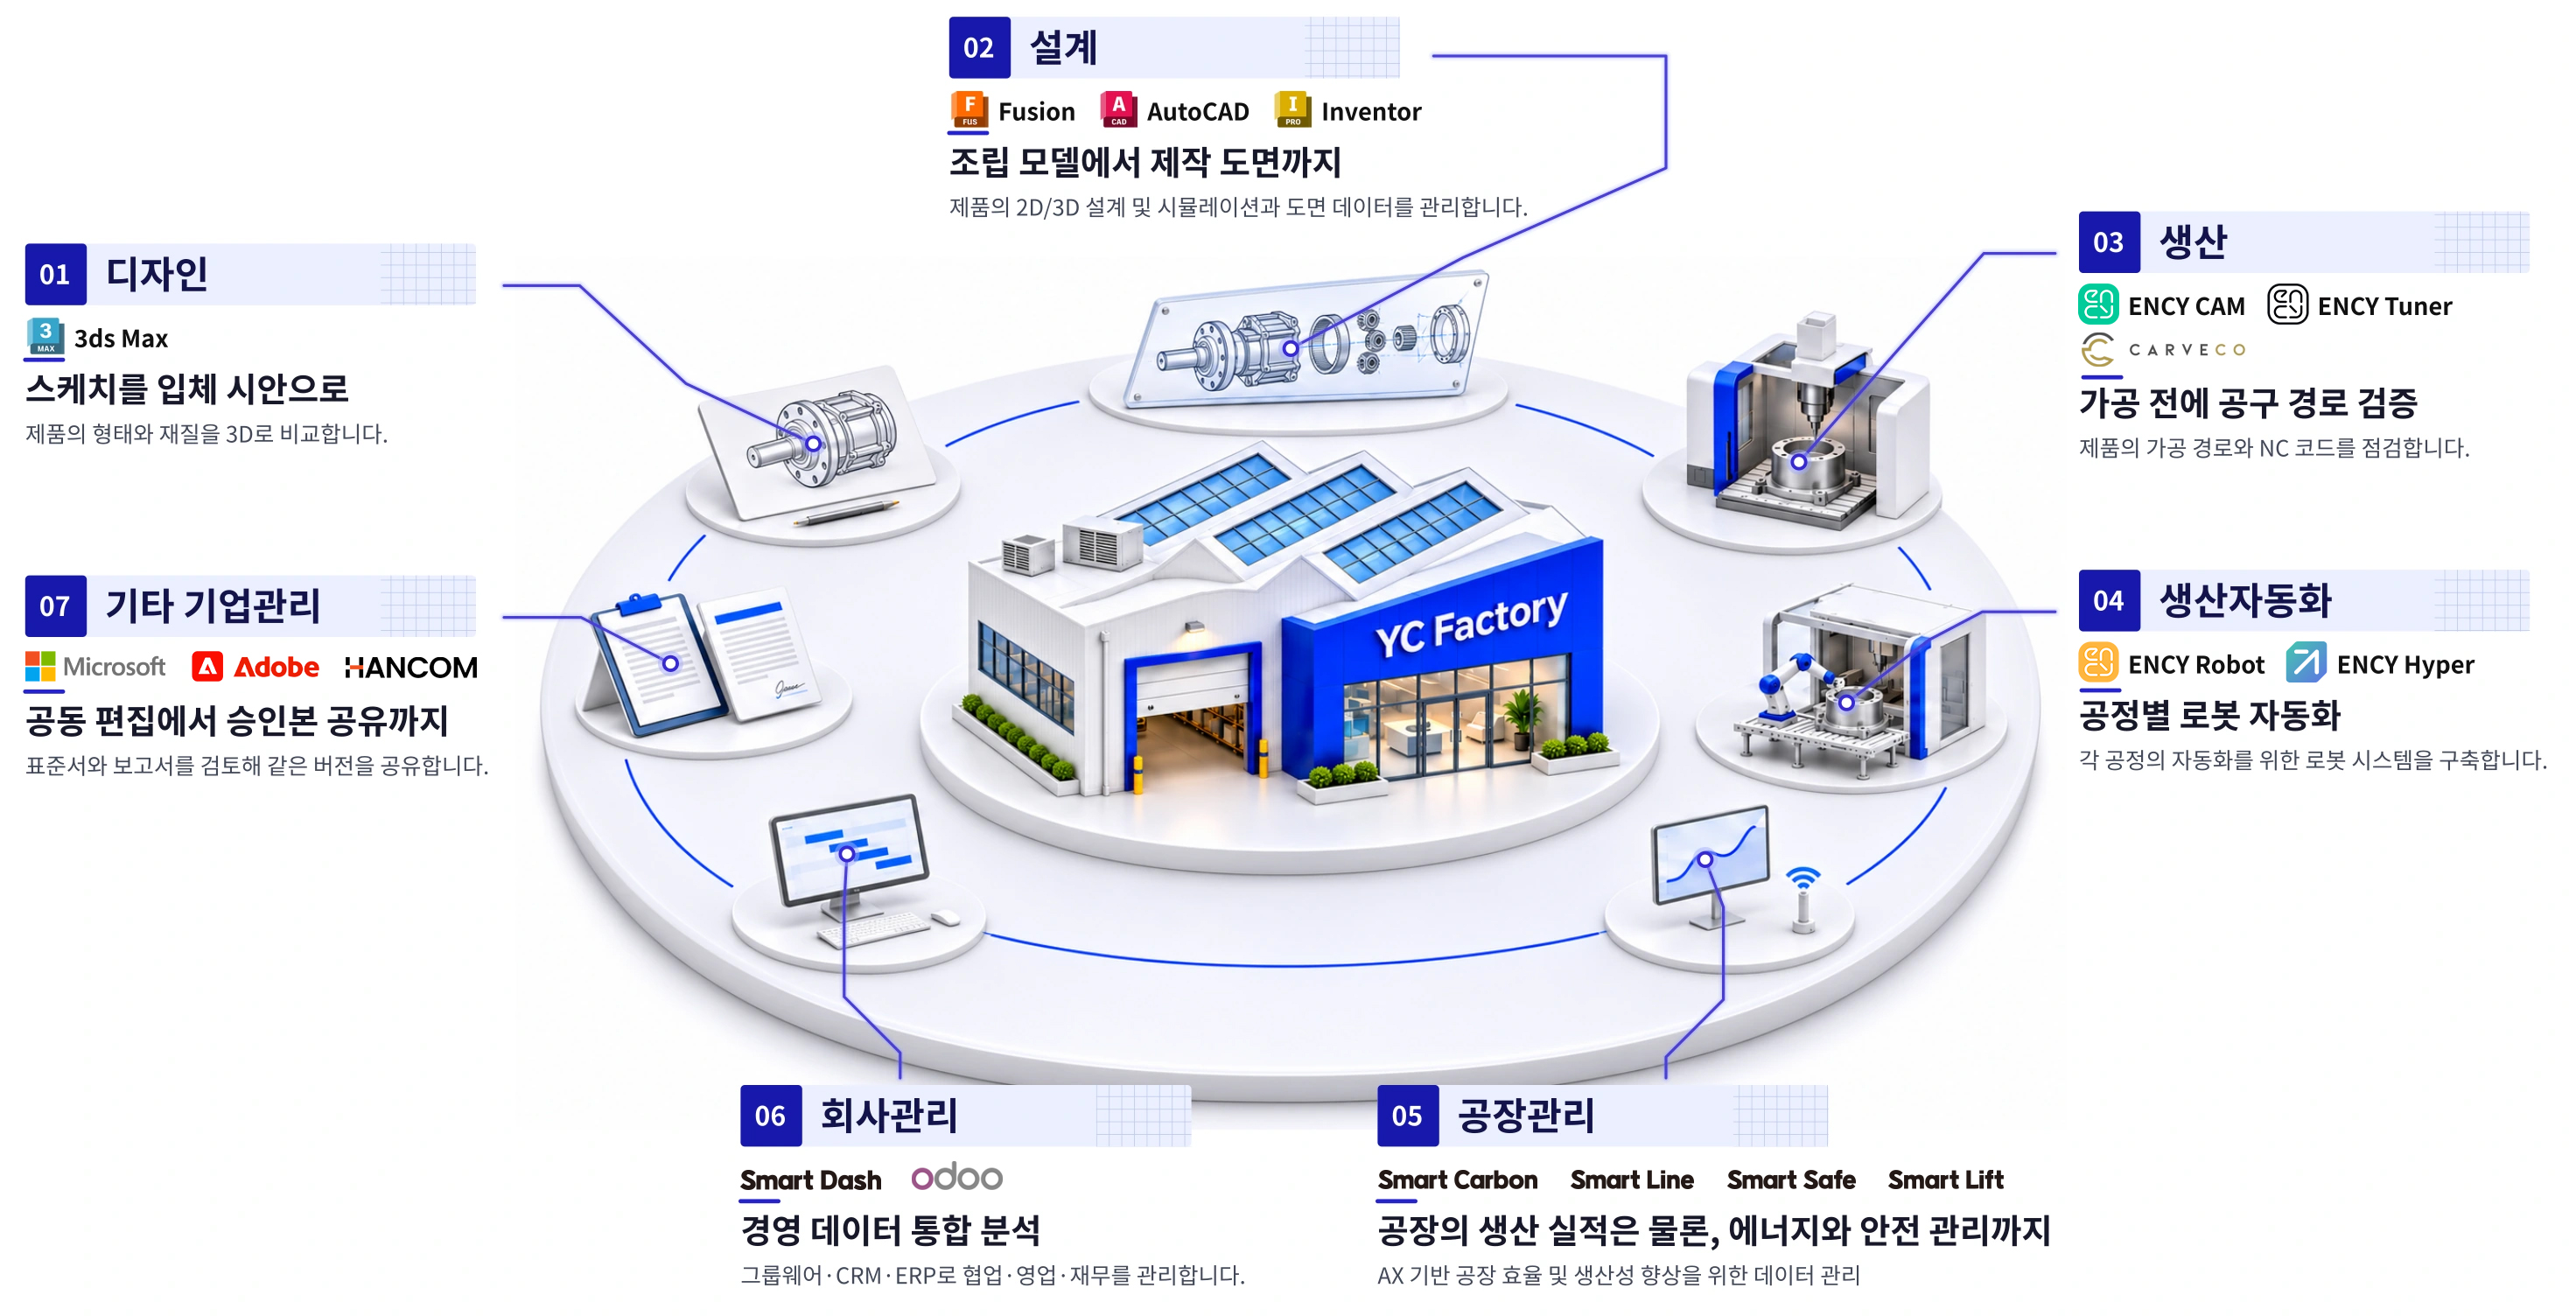 01 디자인
3 MAX 3ds Max
스케치를 입체 시안으로
제품의 형태와 재질을 3D로 비교합니다.
02 설계
F FUS Fusion A CAD AutoCAD I PRO Inventor
조립 모델에서 제작 도면까지
제품의 2D/3D 설계 및 시뮬레이션과 도면 데이터를 관리합니다.
03 생산
ENCY CAM ENCY Tuner
CARVECO
가공 전에 공구 경로 검증
제품의 가공 경로와 NC 코드를 점검합니다.
04 생산자동화
ENCY Robot ENCY Hyper
공정별 로봇 자동화
각 공정의 자동화를 위한 로봇 시스템을 구축합니다.
05 공장관리
Smart Carbon Smart Line Smart Safe Smart Lift
공장의 생산 실적은 물론, 에너지와 안전 관리까지
AX 기반 공장 효율 및 생산성 향상을 위한 데이터 관리
06 회사관리
Smart Dash odoo
경영 데이터 통합 분석
그룹웨어·CRM·ERP로 협업·영업·재무를 관리합니다.
07 기타 기업관리
Microsoft Adobe HANCOM
공동 편집에서 승인본 공유까지
표준서와 보고서를 검토해 같은 버전을 공유합니다.
YC Factory